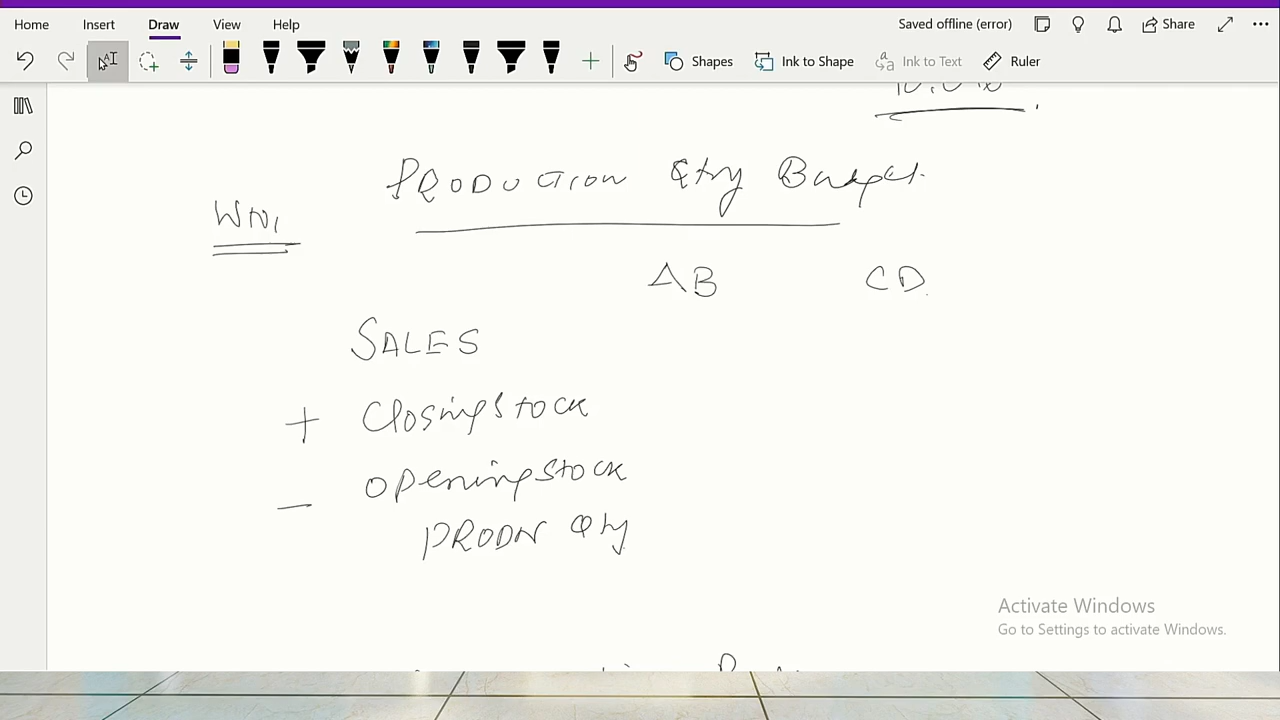 Home Insert Draw View Help Saved offline (error) Share
Shapes Ink to Shape Ink to Text Ruler
PRODUCTION Qty Budget.
WN1
AB CD.
SALES
+ Closing stock
- opening stock
PRODN Qty
Activate Windows
Go to Settings to activate Windows.